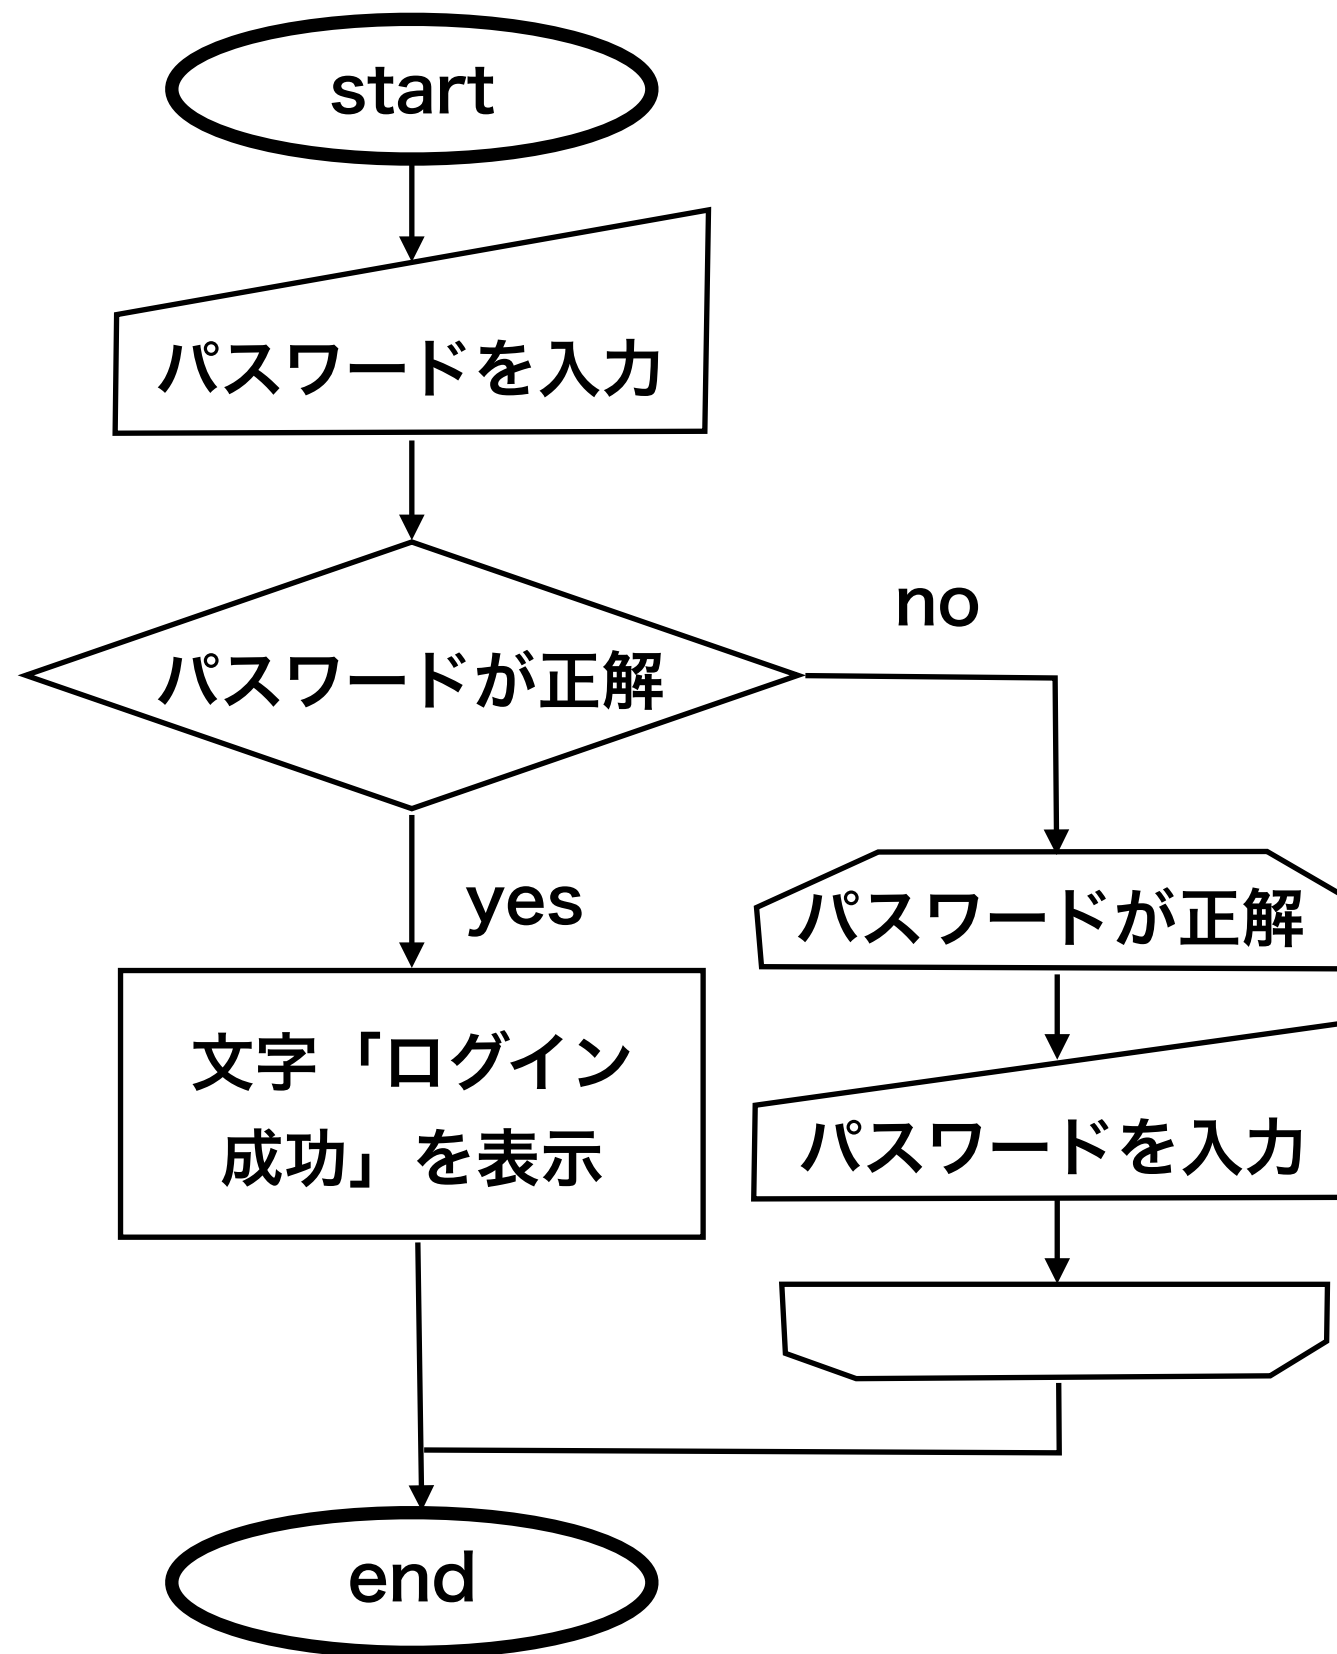 start
パスワードを入力
パスワードが正解
no
yes
パスワードが正解
文字「ログイン
成功」を表示
パスワードを入力
end